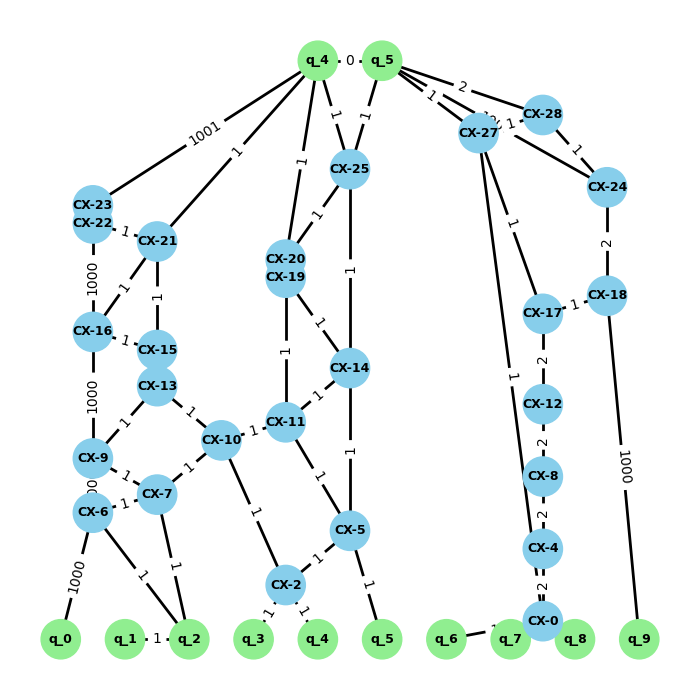 q_4 0 q_5
2
1
1 1 CX-28
1001 CX-27 1
1 1 1
1 CX-25
CX-24
CX-23
CX-22 1 CX-21 1 1
2
CX-20
CX-19 1
1000 1 1 CX-18
1 CX-17 1
CX-16 1 CX-15 1
1 CX-14 2
CX-13 1
1000 1 1 CX-12
1 CX-11
1 CX-10 2
CX-9 1 1
1 1 1000
1 CX-7 CX-8
CX-6 1 1 2
CX-5
1 CX-4
1000 1 1 1 2
CX-2 1
1 1 CX-0
q_0 q_1 1 q_2 q_3 q_4 q_5 q_6 q_7 q_8 q_9